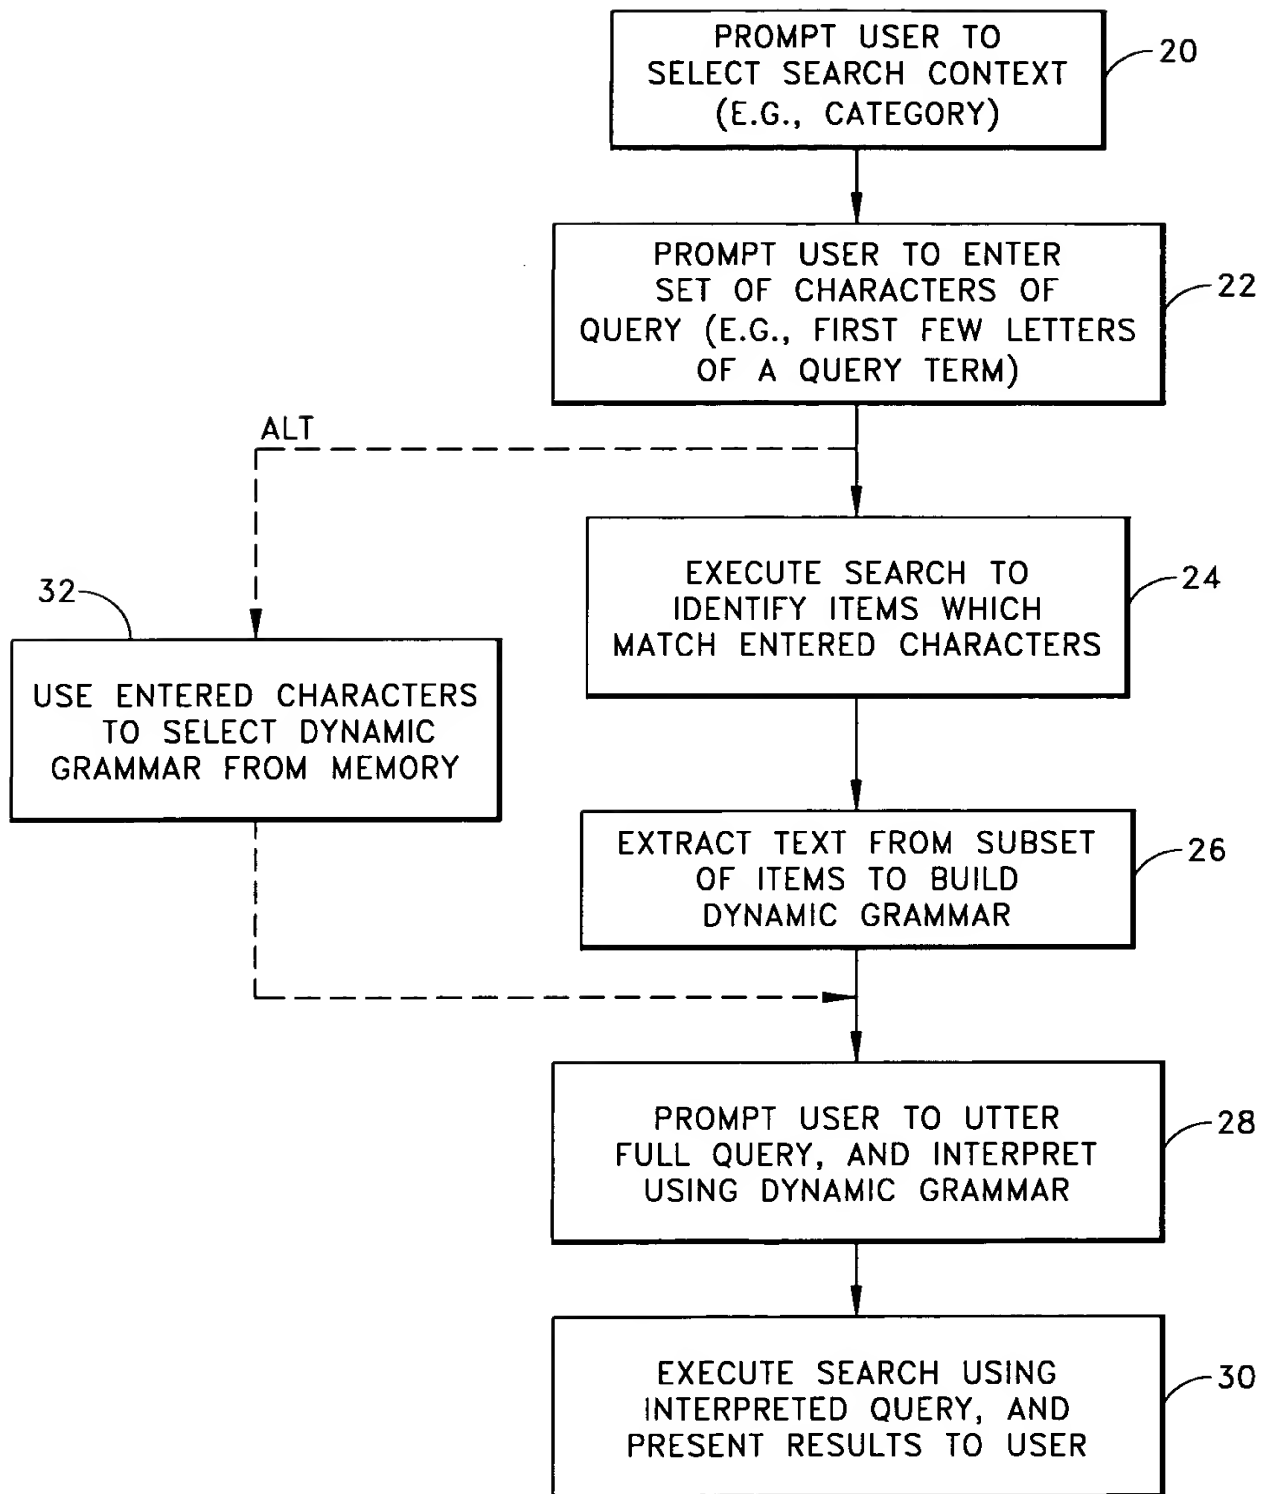 PROMPT USER TO
SELECT SEARCH CONTEXT
(E.G., CATEGORY)
20
PROMPT USER TO ENTER
SET OF CHARACTERS OF
QUERY (E.G., FIRST FEW LETTERS
OF A QUERY TERM)
22
ALT
EXECUTE SEARCH TO
IDENTIFY ITEMS WHICH
MATCH ENTERED CHARACTERS
24
32
USE ENTERED CHARACTERS
TO SELECT DYNAMIC
GRAMMAR FROM MEMORY
EXTRACT TEXT FROM SUBSET
OF ITEMS TO BUILD
DYNAMIC GRAMMAR
26
PROMPT USER TO UTTER
FULL QUERY, AND INTERPRET
USING DYNAMIC GRAMMAR
28
EXECUTE SEARCH USING
INTERPRETED QUERY, AND
PRESENT RESULTS TO USER
30